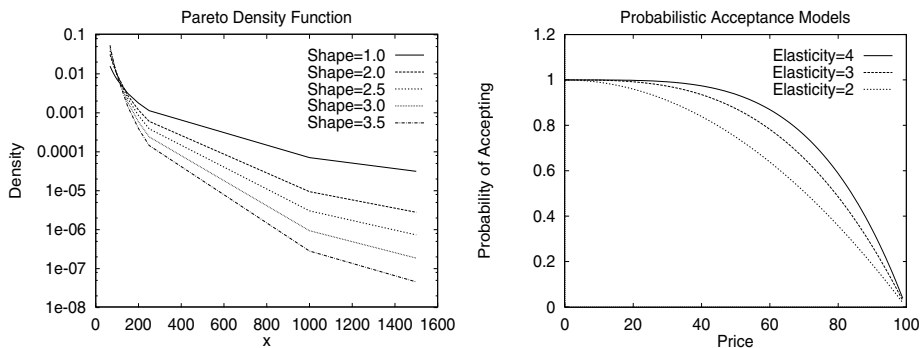 Pareto Density Function
0.1
0.01
0.001
0.0001
1e-05
1e-06
1e-07
1e-08
Density
Shape=1.0
Shape=2.0
Shape=2.5
Shape=3.0
Shape=3.5
0 200 400 600 800 1000 1200 1400 1600
x
Probabilistic Acceptance Models
1.2
1
0.8
0.6
0.4
0.2
0
Probability of Accepting
Elasticity=4
Elasticity=3
Elasticity=2
0 20 40 60 80 100
Price